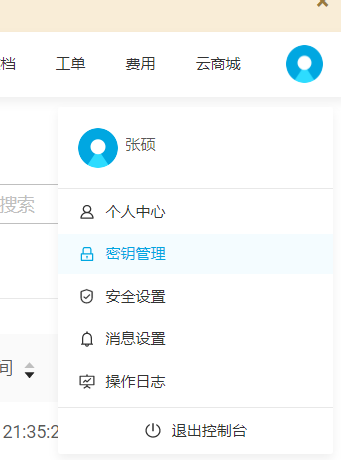 档 工单 费用 云商城
张硕
搜索
个人中心
密钥管理
安全设置
消息设置
间
操作日志
21:35:2
退出控制台